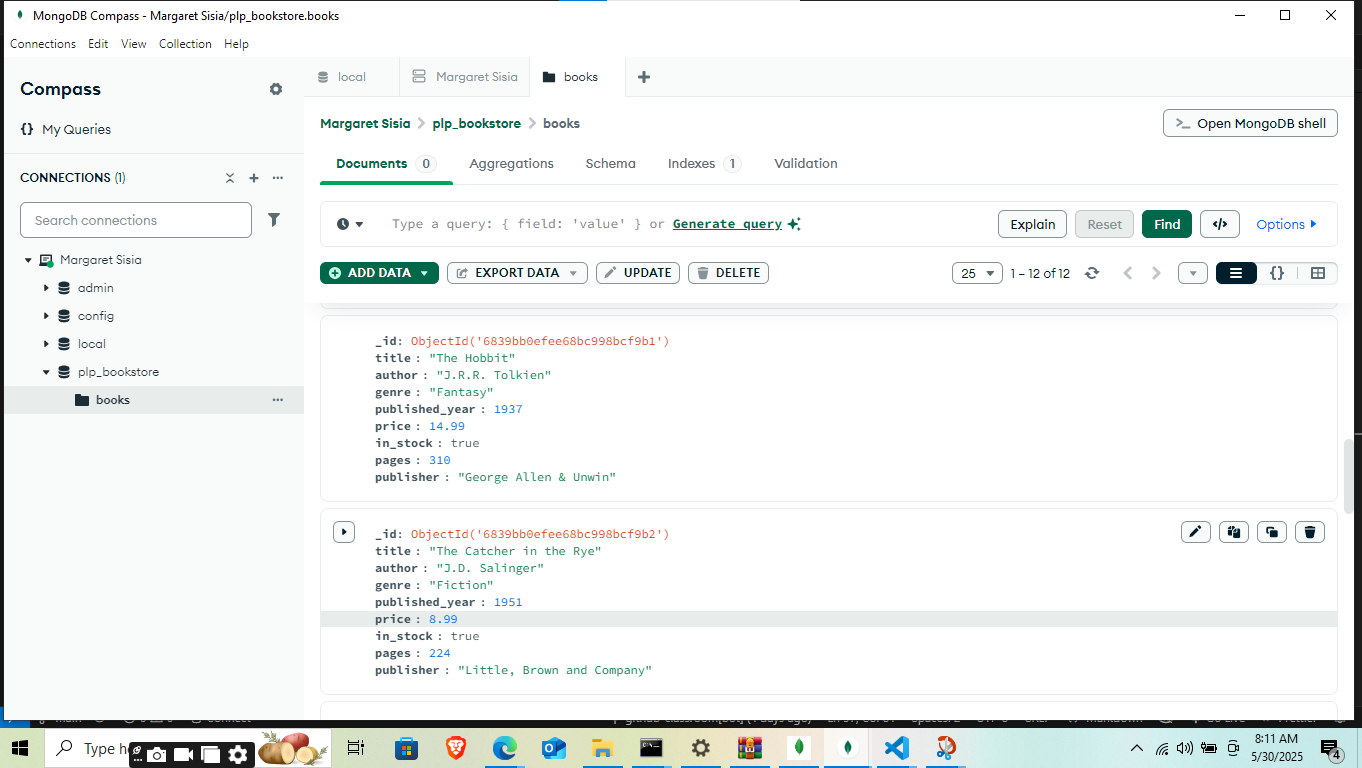 MongoDB Compass - Margaret Sisia/plp_bookstore.books
Connections Edit View Collection Help
Compass
{} My Queries
CONNECTIONS (1)
Search connections
Margaret Sisia
admin
config
local
plp_bookstore
books
local
Margaret Sisia
books
Margaret Sisia > plp_bookstore > books
>_ Open MongoDB shell
Documents 0 Aggregations Schema Indexes 1 Validation
Type a query: { field: 'value' } or Generate query
Explain Reset Find </> Options
ADD DATA EXPORT DATA UPDATE DELETE
25 1 – 12 of 12 {}
_id: ObjectId('6839bb0efee68bc998bcf9b1')
title : "The Hobbit"
author : "J.R.R. Tolkien"
genre : "Fantasy"
published_year : 1937
price : 14.99
in_stock : true
pages : 310
publisher : "George Allen & Unwin"
_id: ObjectId('6839bb0efee68bc998bcf9b2')
title : "The Catcher in the Rye"
author : "J.D. Salinger"
genre : "Fiction"
published_year : 1951
price : 8.99
in_stock : true
pages : 224
publisher : "Little, Brown and Company"
Type
8:11 AM
5/30/2025
4